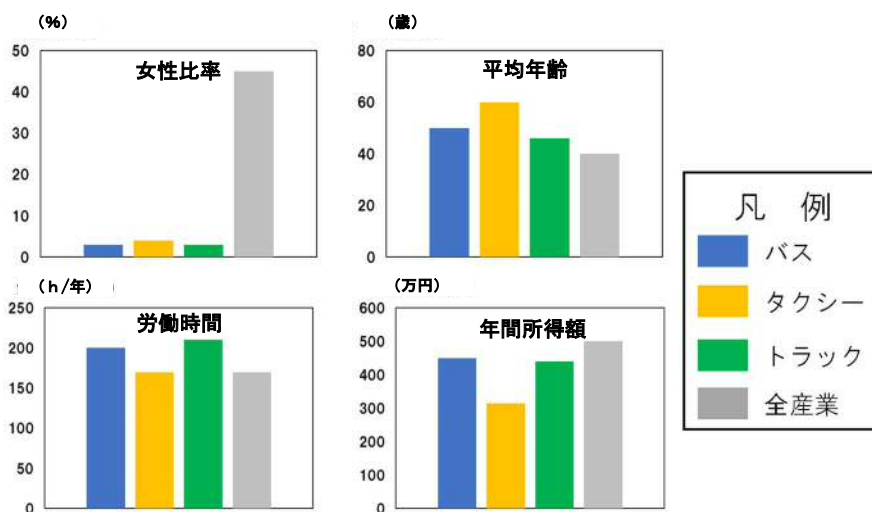 (%)
女性比率
50
40
30
20
10
0
(歳)
平均年齢
80
60
40
20
0
(h/年)
労働時間
250
200
150
100
50
0
(万円)
年間所得額
600
500
400
300
200
100
0
凡 例
バス
タクシー
トラック
全産業